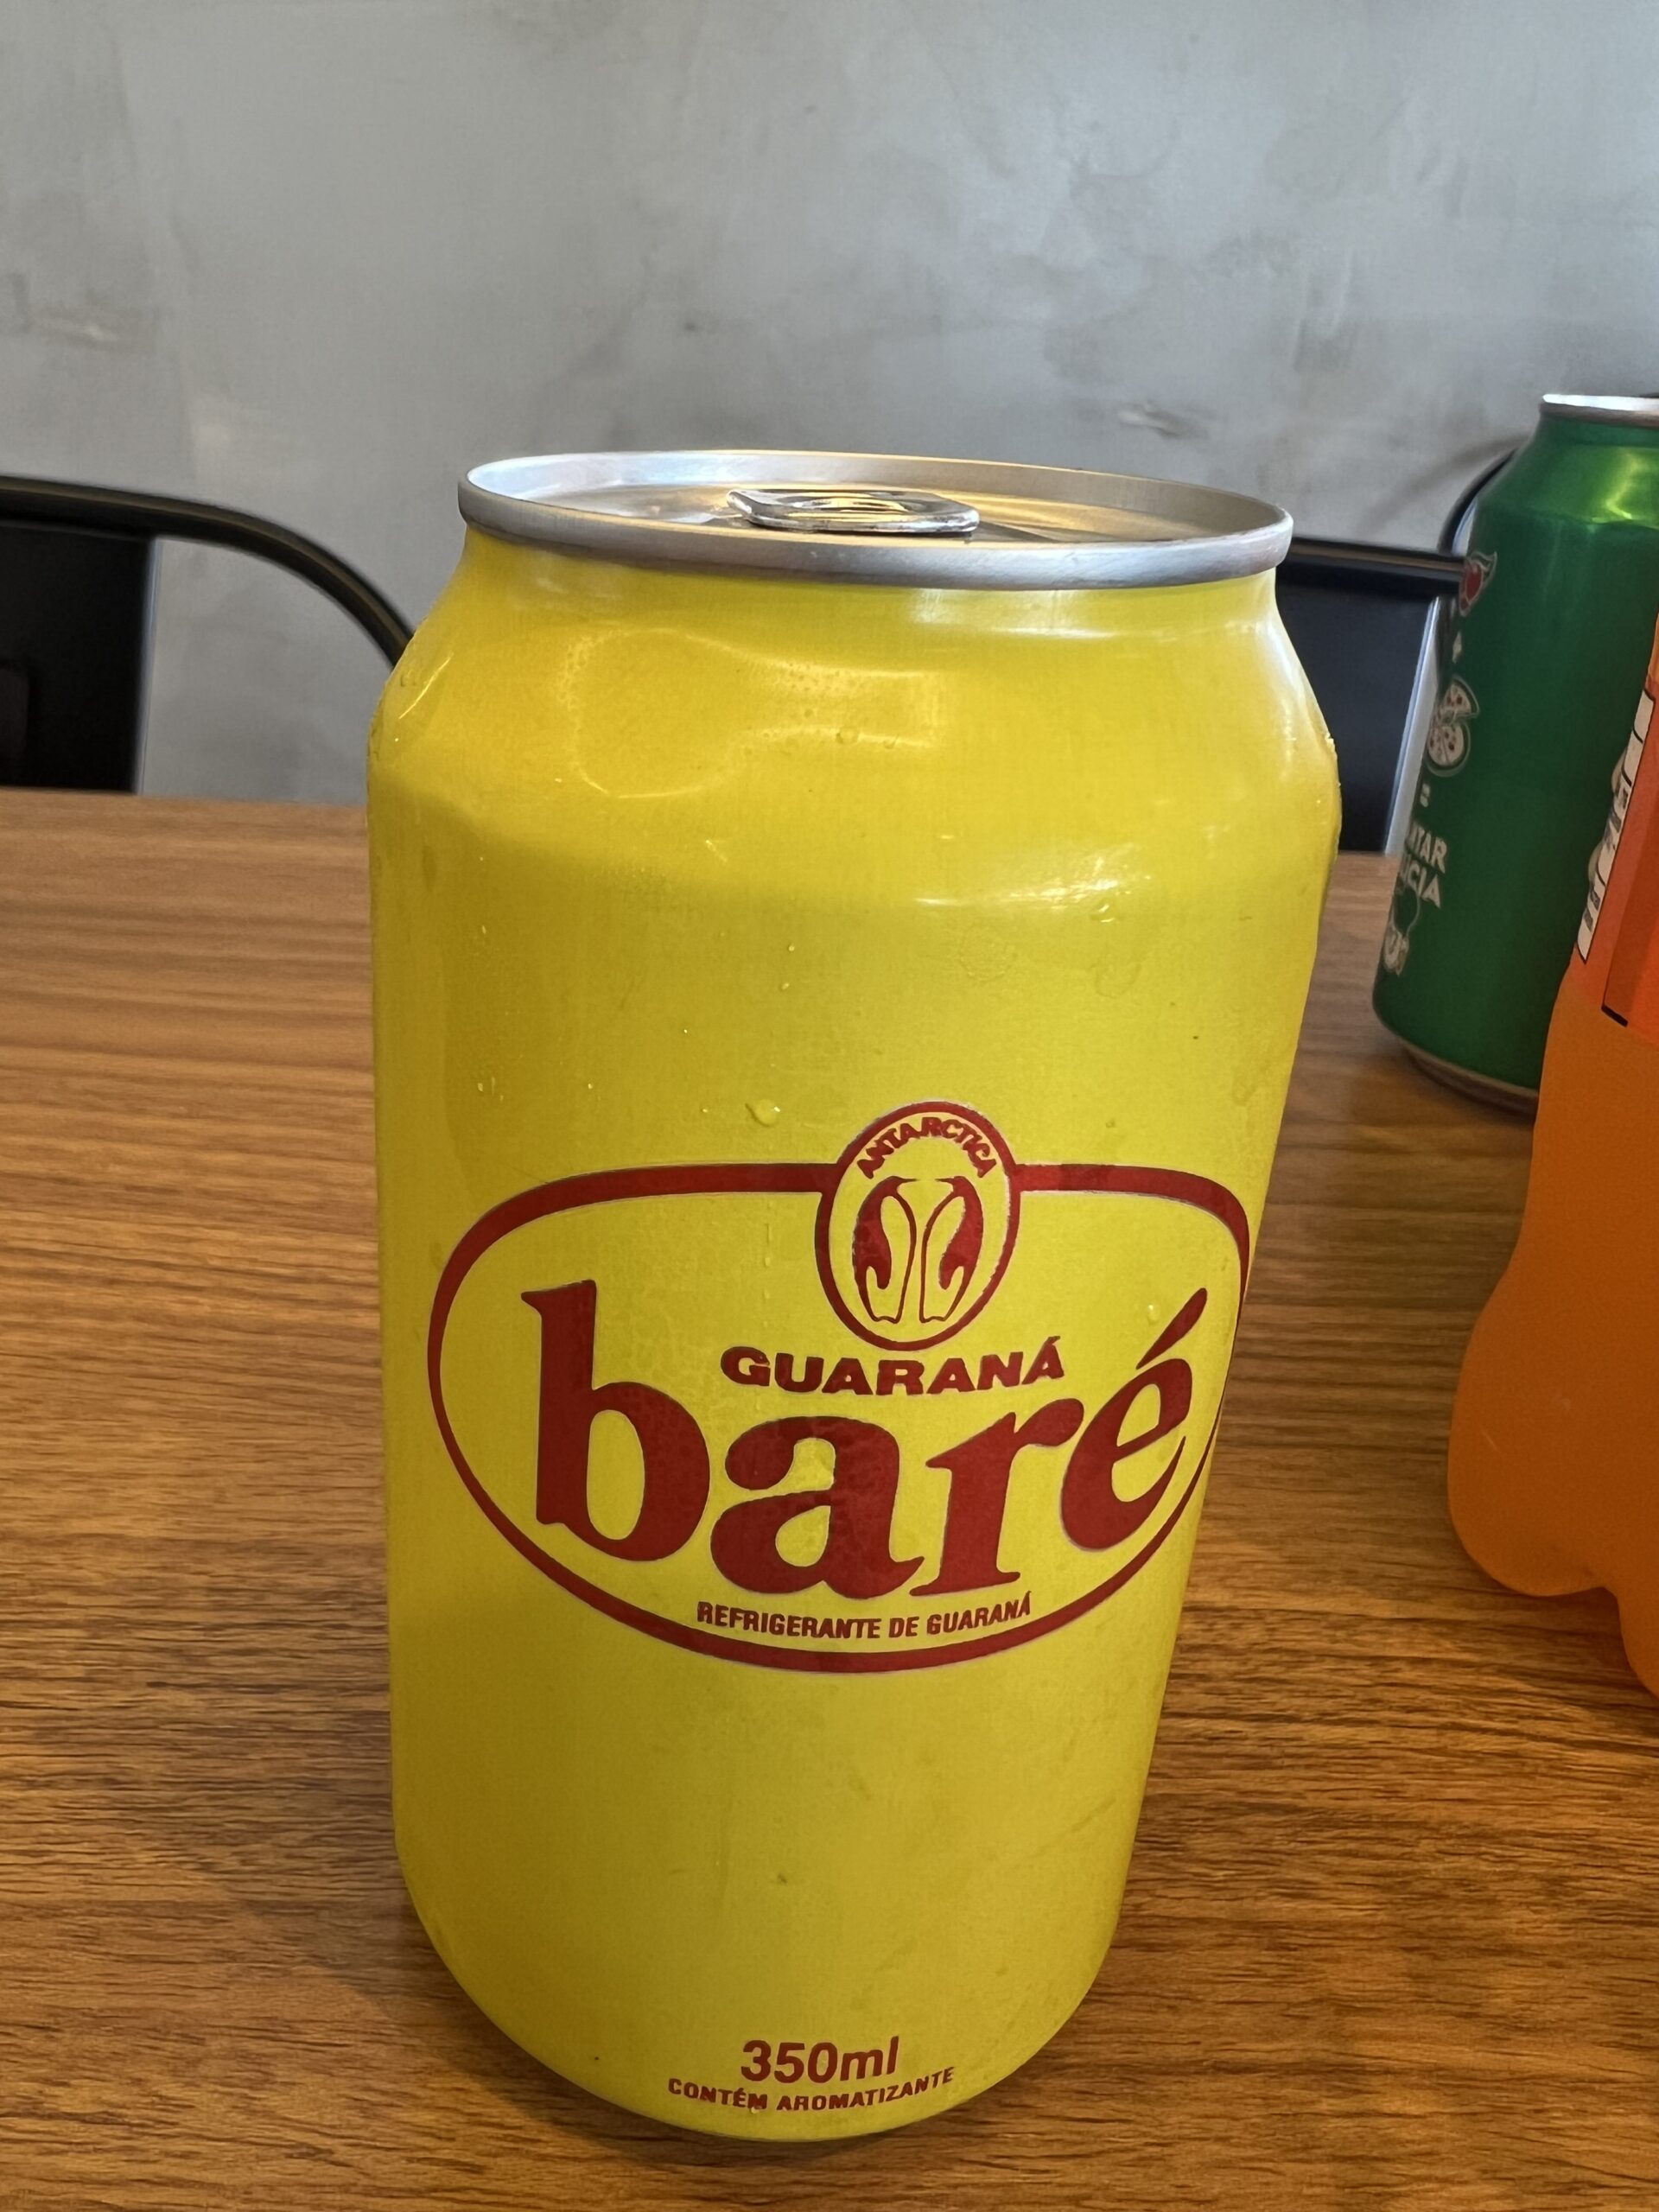 ANTARCTICA
GUARANÁ
baré
REFRIGERANTE DE GUARANÁ
350ml
CONTÉM AROMATIZANTE